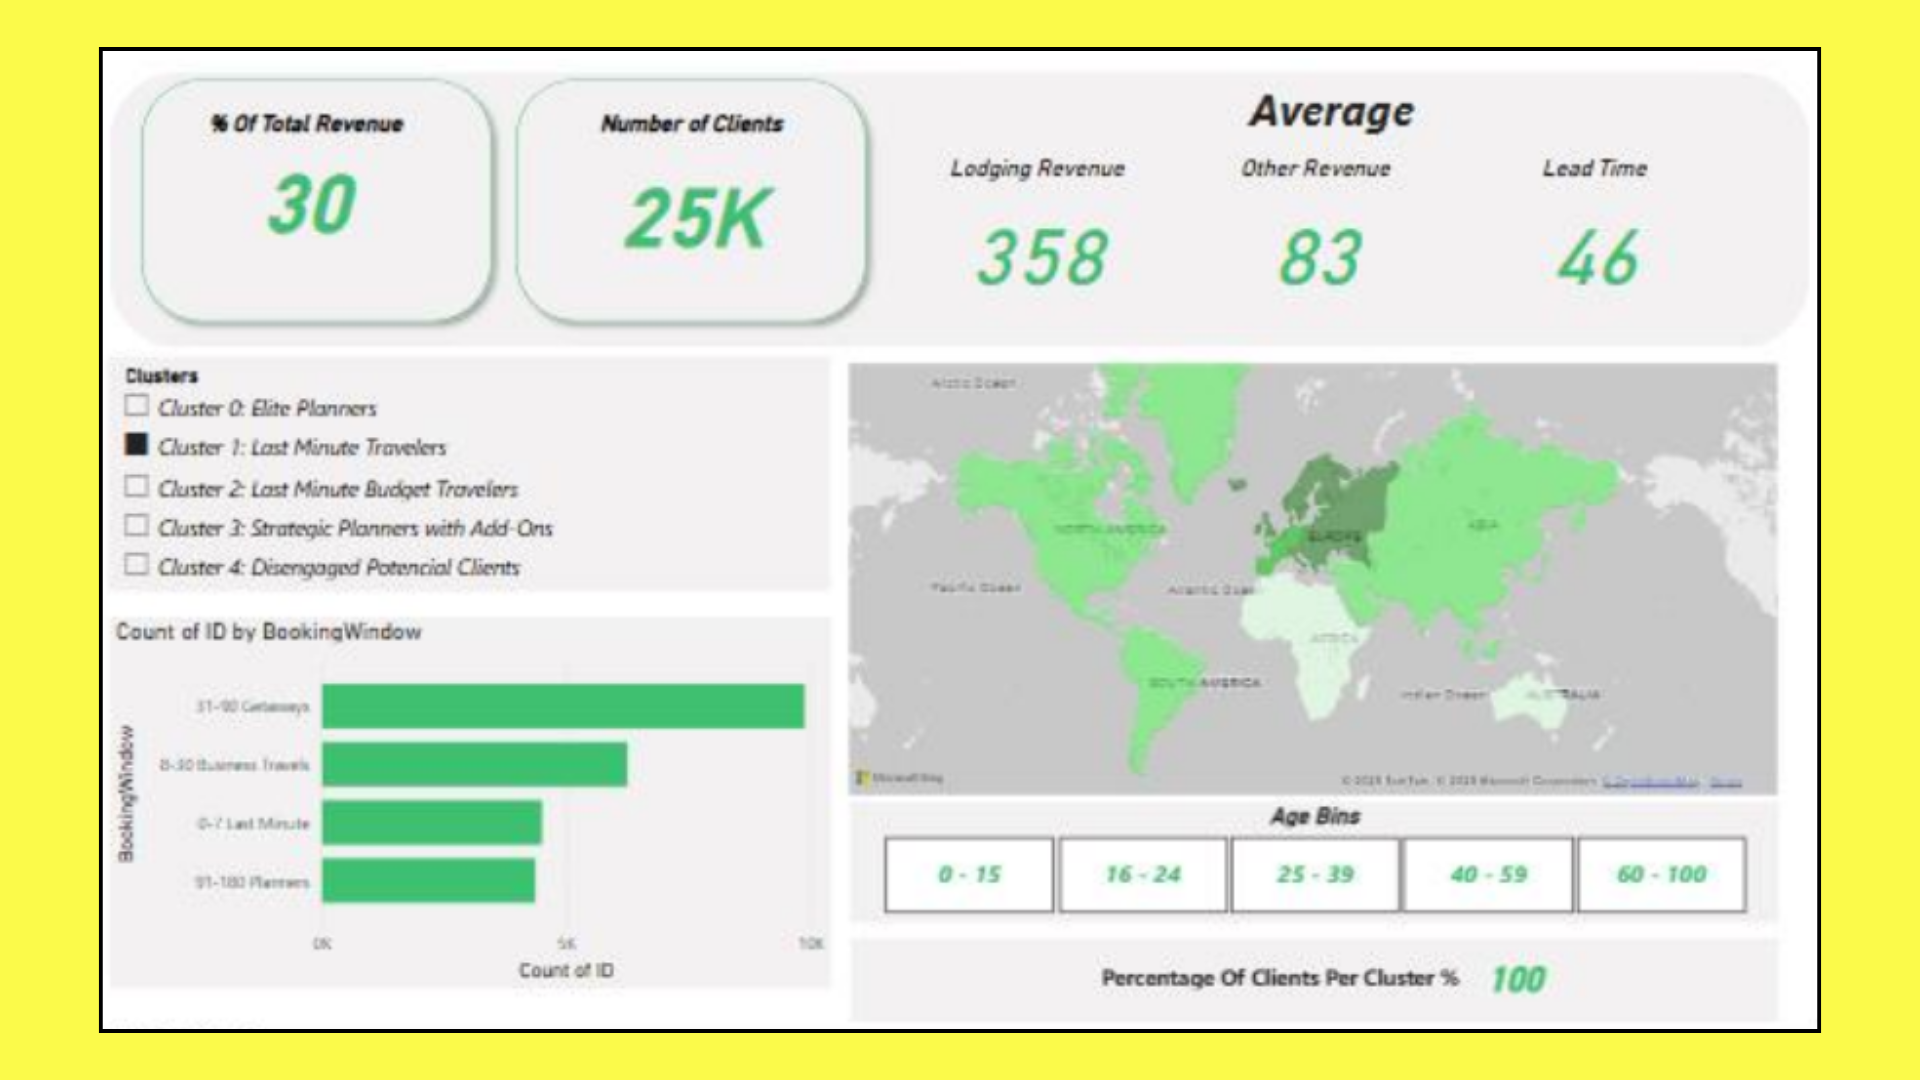 % Of Total Revenue
30
Number of Clients
25K
Average
Lodging Revenue
358
Other Revenue
83
Lead Time
46
Clusters
Cluster 0: Elite Planners
Cluster 1: Last Minute Travelers
Cluster 2: Last Minute Budget Travelers
Cluster 3: Strategic Planners with Add-Ons
Cluster 4: Disengaged Potencial Clients
Count of ID by BookingWindow
BookingWindow
31-90 Getaways
8-30 Business Travels
0-7 Last Minute
91-180 Planners
0K
5K
10K
Count of ID
Arctic Ocean
NORTH AMERICA
EUROPE
ASIA
Pacific Ocean
Atlantic Ocean
AFRICA
SOUTH AMERICA
Indian Ocean
AUSTRALIA
Microsoft Bing
Age Bins
0 - 15
16 - 24
25 - 39
40 - 59
60 - 100
Percentage Of Clients Per Cluster %
100